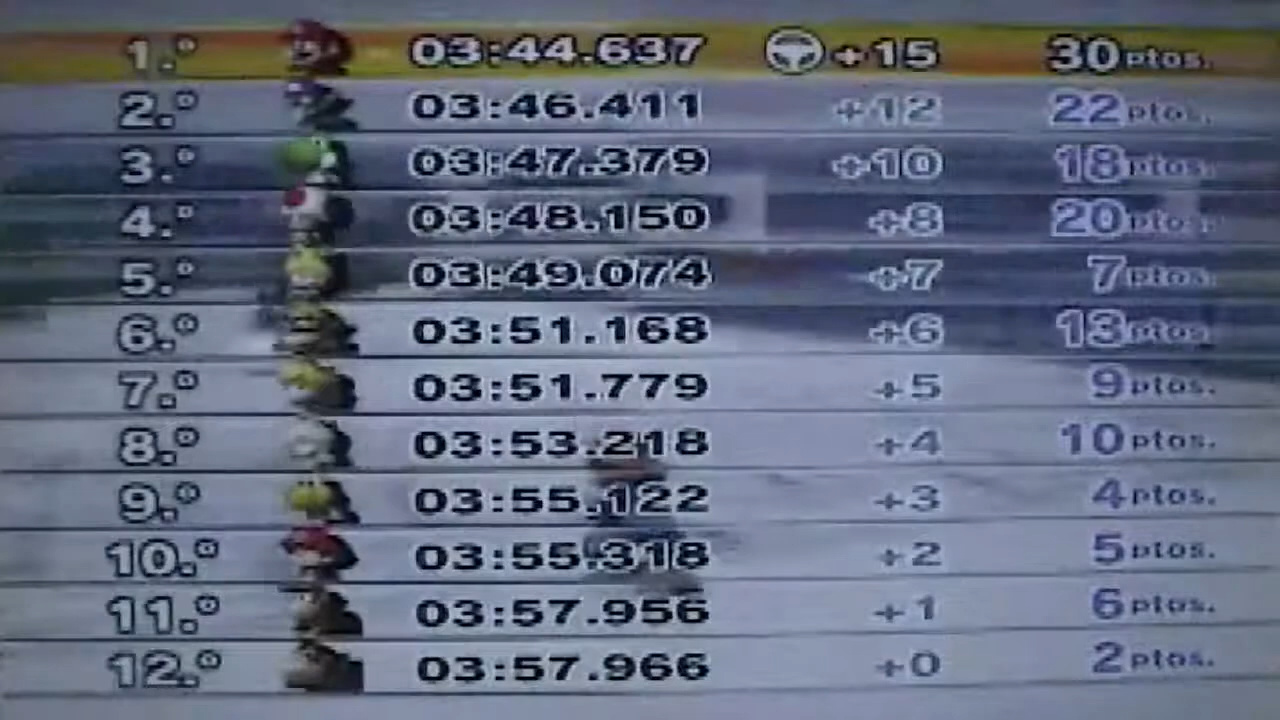 1.º 03:44.637 +15 30ptos.
2.º 03:46.411 +12 22ptos.
3.º 03:47.379 +10 18ptos.
4.º 03:48.150 +8 20ptos.
5.º 03:49.074 +7 7ptos.
6.º 03:51.168 +6 13ptos.
7.º 03:51.779 +5 9ptos.
8.º 03:53.218 +4 10ptos.
9.º 03:55.122 +3 4ptos.
10.º 03:55.318 +2 5ptos.
11.º 03:57.956 +1 6ptos.
12.º 03:57.966 +0 2ptos.